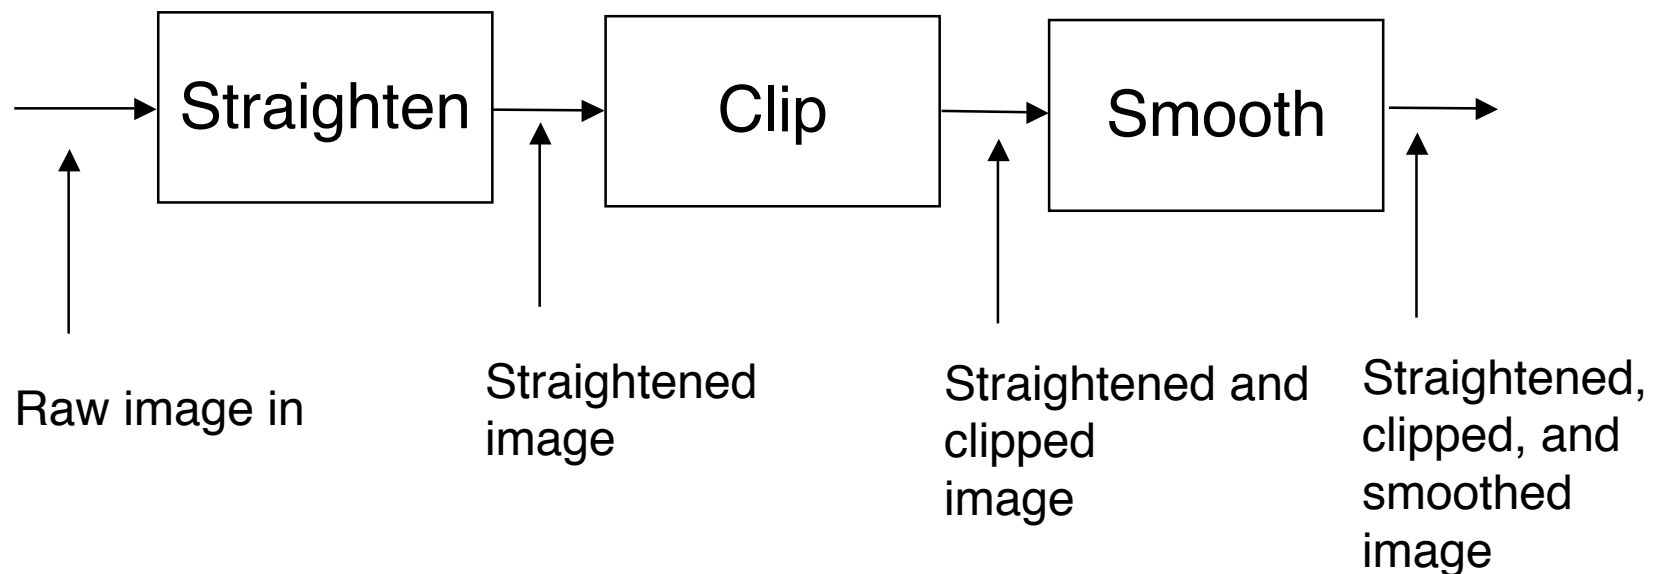 Straighten
Clip
Smooth
Raw image in
Straightened
image
Straightened and
clipped
image
Straightened,
clipped, and
smoothed
image